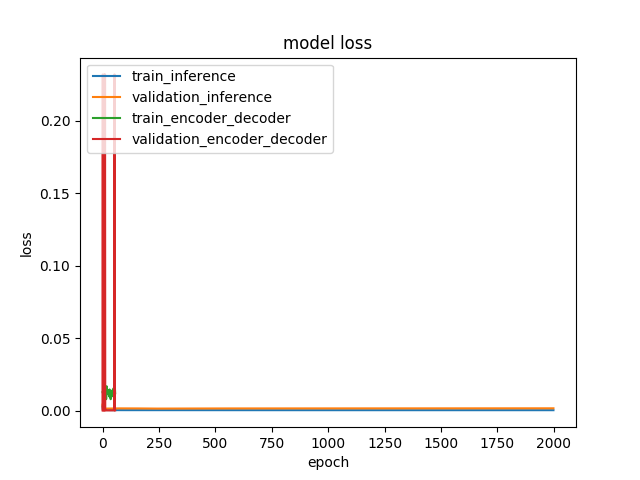 model loss
train_inference
validation_inference
train_encoder_decoder
validation_encoder_decoder
loss
0.20
0.15
0.10
0.05
0.00
0 250 500 750 1000 1250 1500 1750 2000
epoch